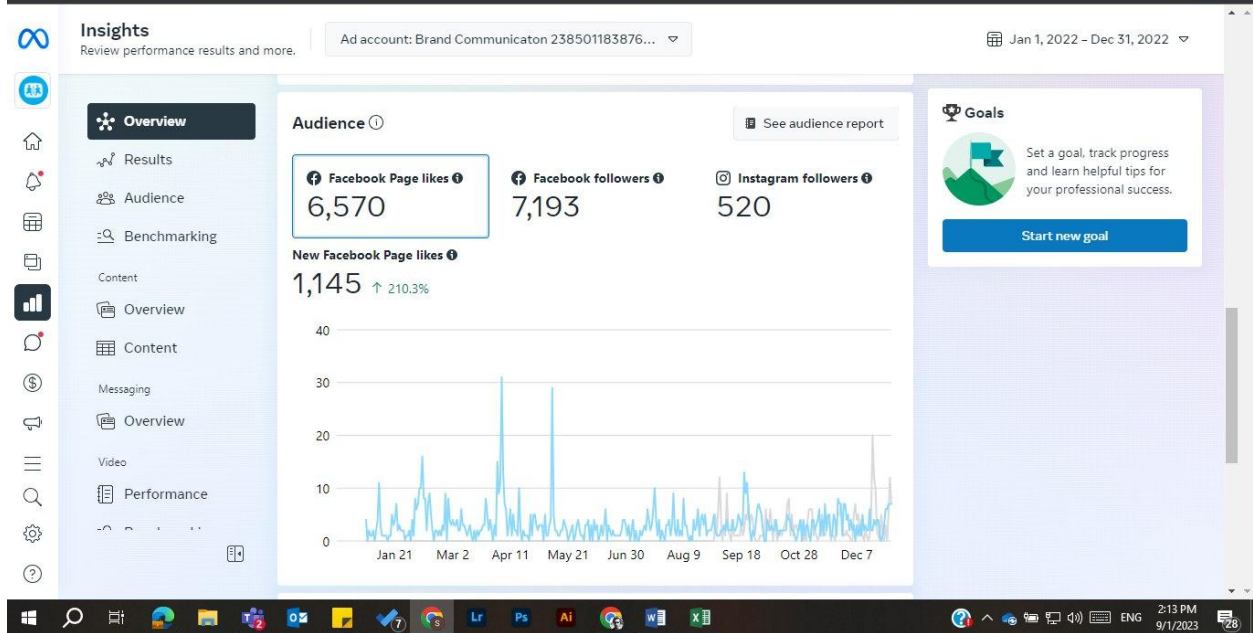 Insights
Review performance results and more.
Ad account: Brand Communicaton 238501183876...
Jan 1, 2022 – Dec 31, 2022
Overview
Results
Audience
Benchmarking
Content
Overview
Content
Messaging
Overview
Video
Performance
Audience
See audience report
Facebook Page likes
6,570
Facebook followers
7,193
Instagram followers
520
New Facebook Page likes
1,145 ↑ 210.3%
40
30
20
10
0
Jan 21 Mar 2 Apr 11 May 21 Jun 30 Aug 9 Sep 18 Oct 28 Dec 7
Goals
Set a goal, track progress
and learn helpful tips for
your professional success.
Start new goal
2
7
S
Lr
Ps
Ai
ENG
2:13 PM
9/1/2023
28